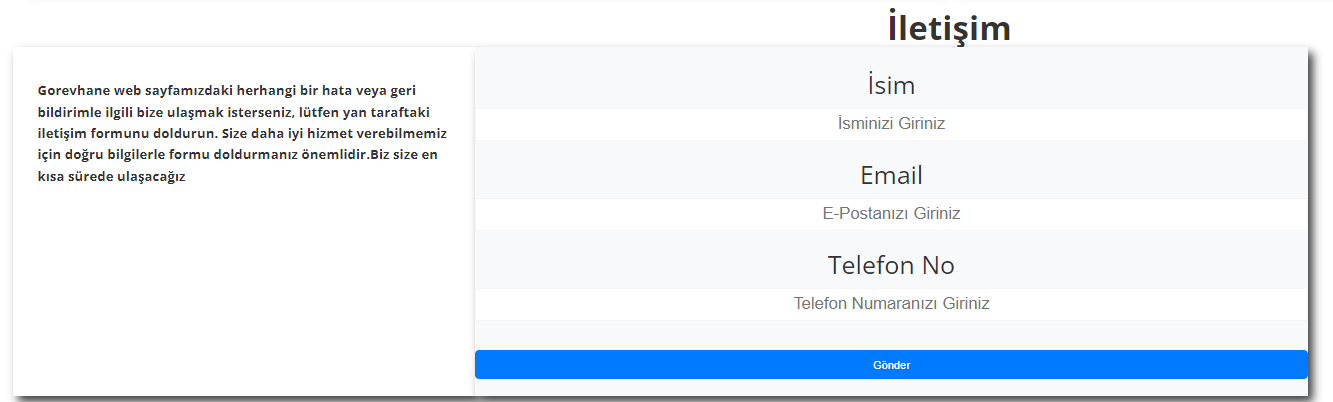 İletişim
Gorevhane web sayfamızdaki herhangi bir hata veya geri
bildirimle ilgili bize ulaşmak isterseniz, lütfen yan taraftaki
iletişim formunu doldurun. Size daha iyi hizmet verebilmemiz
için doğru bilgilerle formu doldurmanız önemlidir.Biz size en
kısa sürede ulaşacağız
İsim
İsminizi Giriniz
Email
E-Postanızı Giriniz
Telefon No
Telefon Numaranızı Giriniz
Gönder